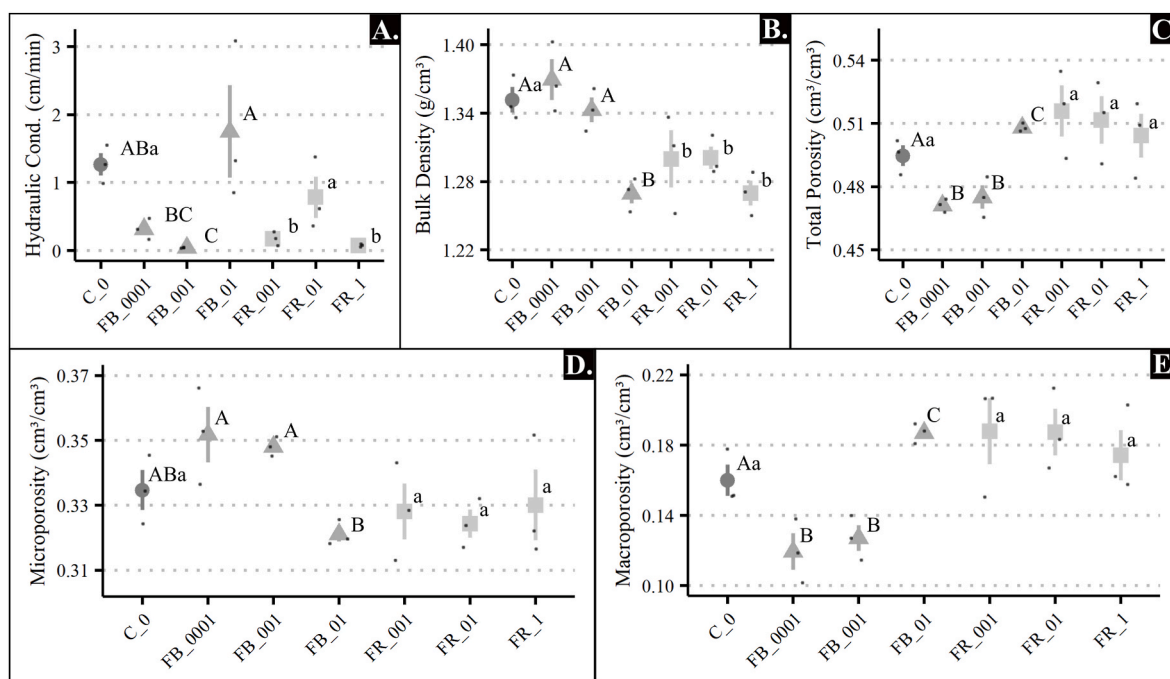 A.
Hydraulic Cond. (cm/min)
3
2
1
0
ABa
BC
C
A
b
a
b
C_0
FB_0001
FB_001
FB_01
FR_001
FR_01
FR_1
B.
Bulk Density (g/cm³)
1.40
1.34
1.28
1.22
Aa
A
A
B
b
b
b
C_0
FB_0001
FB_001
FB_01
FR_001
FR_01
FR_1
C
Total Porosity (cm³/cm³)
0.54
0.51
0.48
0.45
Aa
B
B
C
a
a
a
C_0
FB_0001
FB_001
FB_01
FR_001
FR_01
FR_1
D.
Microporosity (cm³/cm³)
0.37
0.35
0.33
0.31
ABa
A
A
B
a
a
a
C_0
FB_0001
FB_001
FB_01
FR_001
FR_01
FR_1
E
Macroporosity (cm³/cm³)
0.22
0.18
0.14
0.10
Aa
B
B
C
a
a
a
C_0
FB_0001
FB_001
FB_01
FR_001
FR_01
FR_1